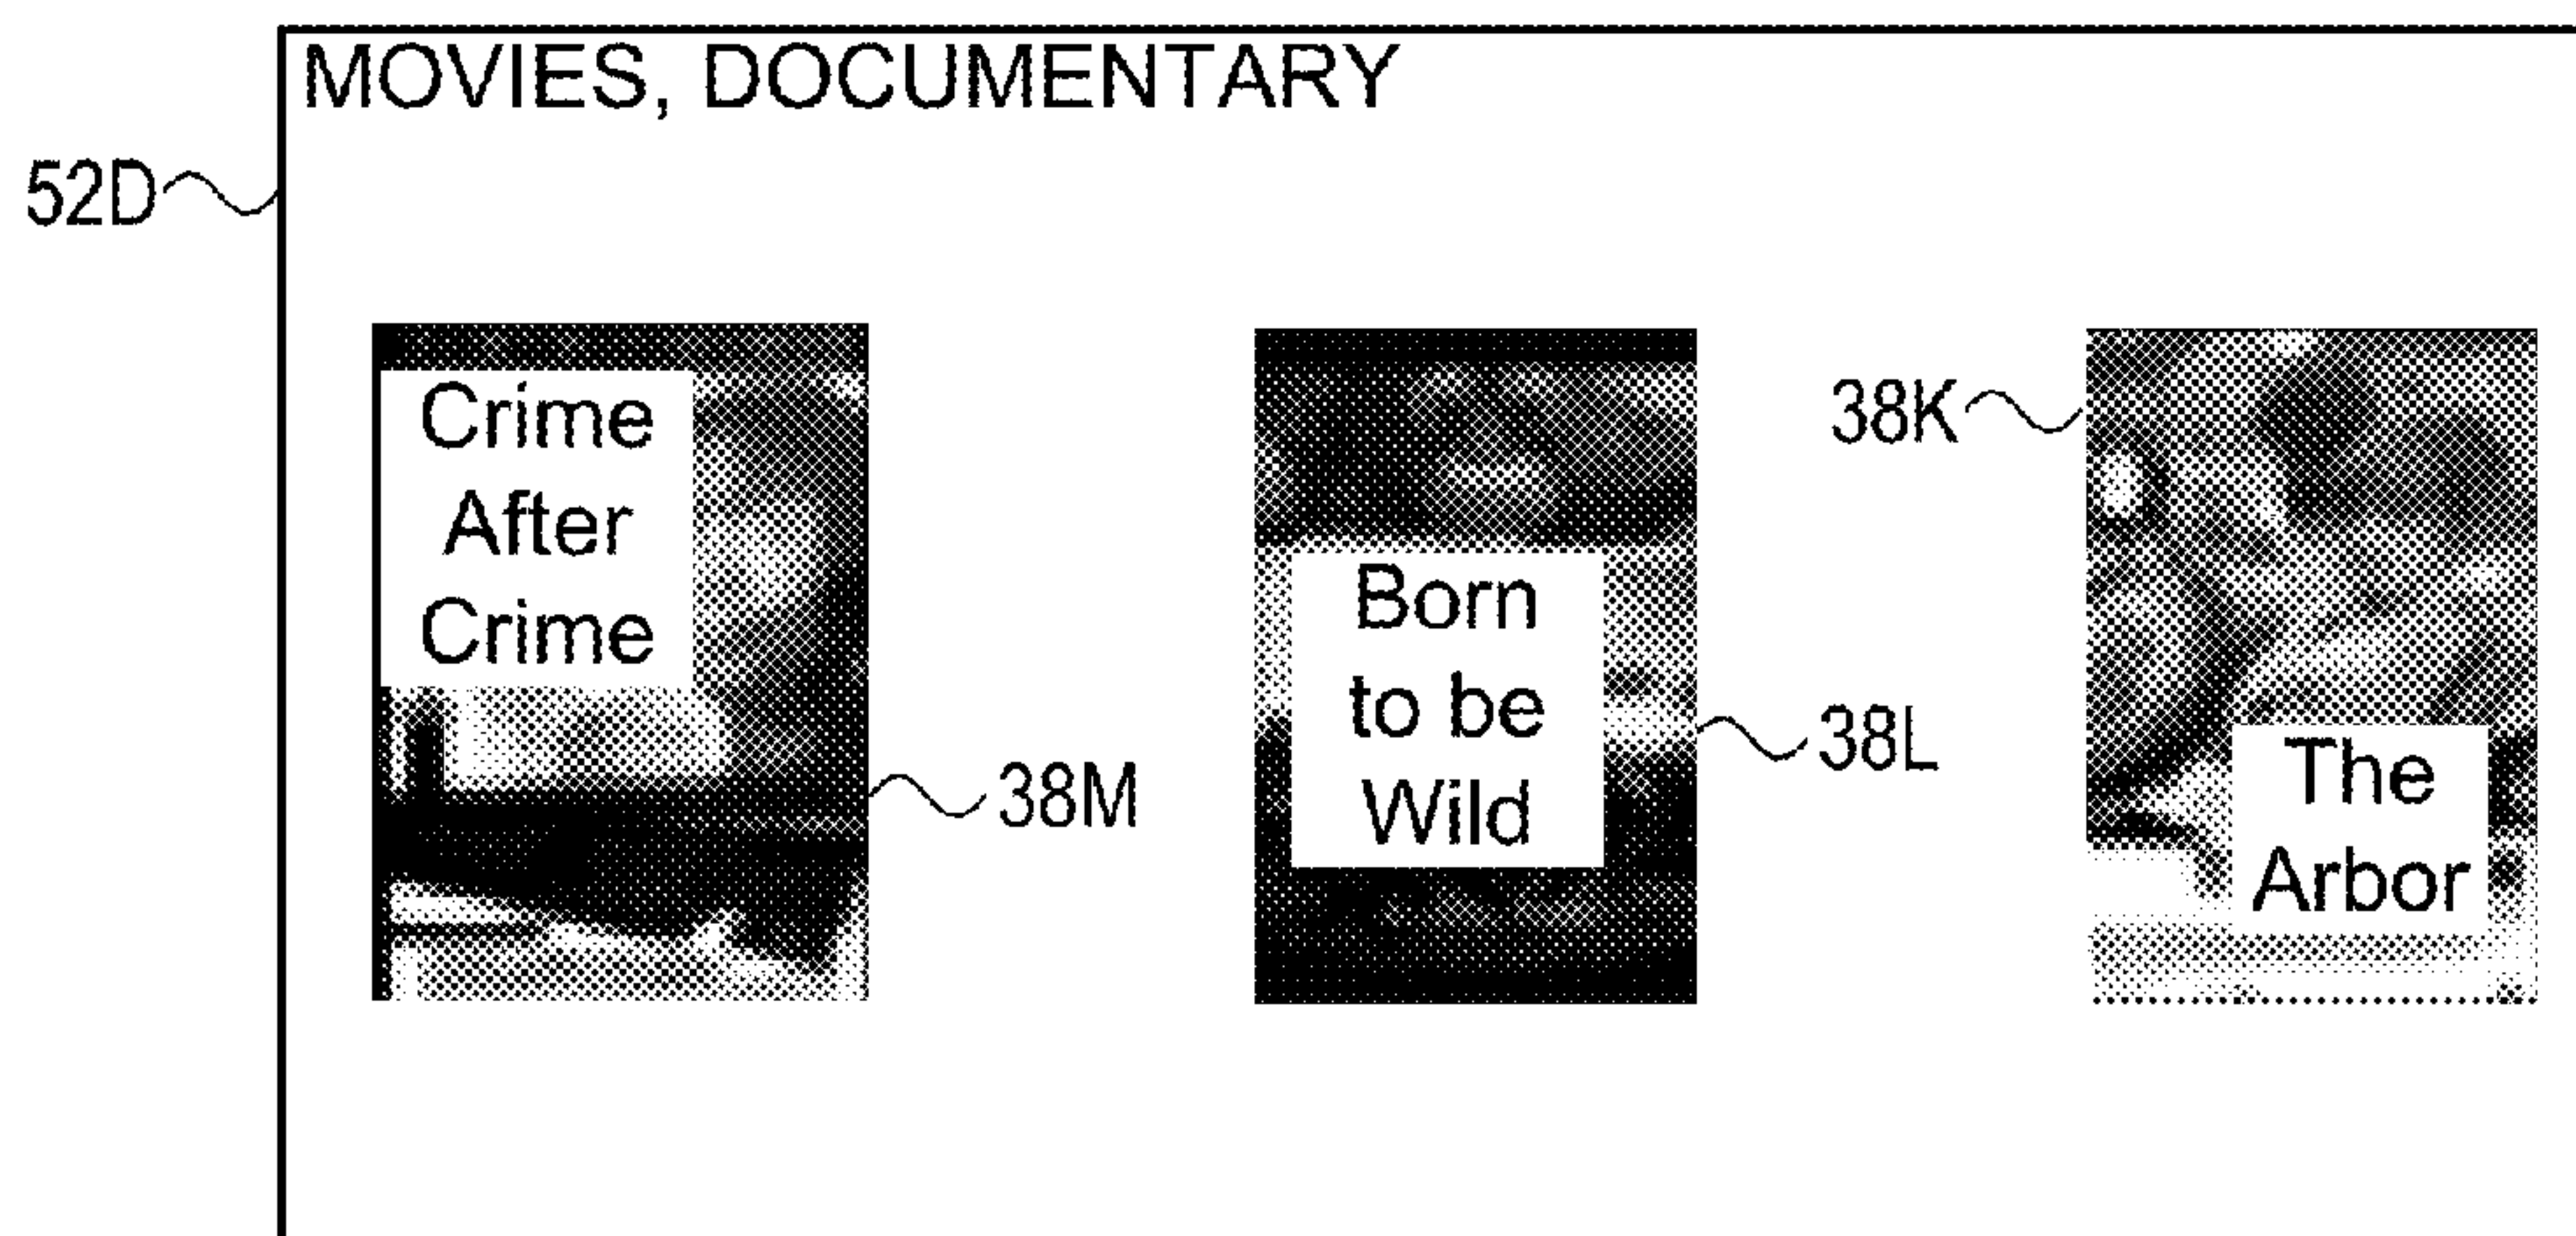 MOVIES, DOCUMENTARY
52D
Crime
After
Crime
38M
Born
to be
Wild
38L
38K
The
Arbor